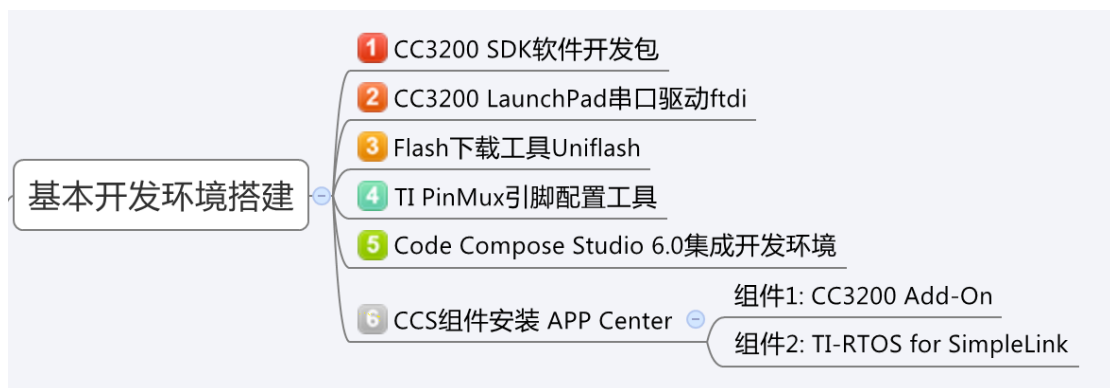 基本开发环境搭建
1 CC3200 SDK软件开发包
2 CC3200 LaunchPad串口驱动ftdi
3 Flash下载工具Uniflash
4 TI PinMux引脚配置工具
5 Code Compose Studio 6.0集成开发环境
6 CCS组件安装 APP Center
组件1: CC3200 Add-On
组件2: TI-RTOS for SimpleLink